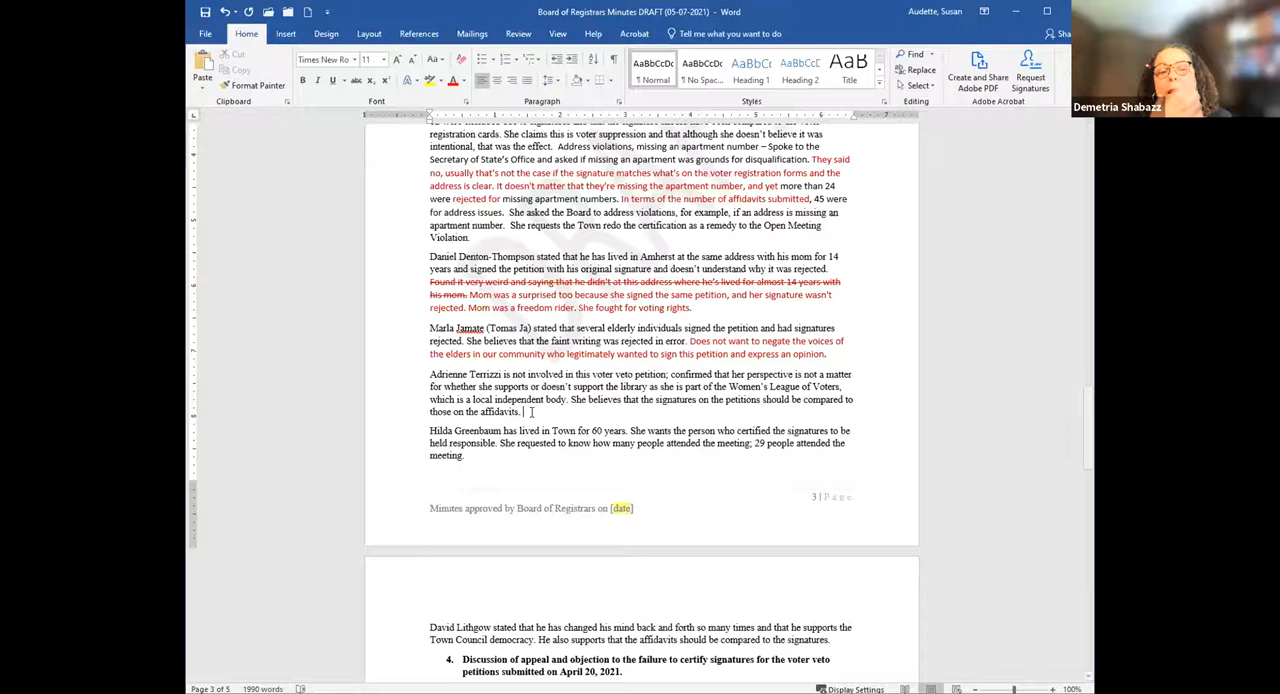 Board of Registrars Minutes DRAFT (05-07-2021) - Word
Audette, Susan
File Home Insert Design Layout References Mailings Review View Help Acrobat Tell me what you want to do Sha
Paste
Cut
Copy
Format Painter
Clipboard
Times New Ro 11
Font
Paragraph
AaBbCcDc AaBbCcDc AaBbC( AaBbCcD AaB
¶ Normal ¶ No Spac... Heading 1 Heading 2 Title
Styles
Find
Replace
Select
Editing
Create and Share
Adobe PDF
Request
Signatures
Adobe Acrobat
Demetria Shabazz
registration cards. She claims this is voter suppression and that although she doesn't believe it was
intentional, that was the effect. Address violations, missing an apartment number – Spoke to the
Secretary of State's Office and asked if missing an apartment was grounds for disqualification. They said
no, usually that's not the case if the signature matches what's on the voter registration forms and the
address is clear. It doesn't matter that they're missing the apartment number, and yet more than 24
were rejected for missing apartment numbers. In terms of the number of affidavits submitted, 45 were
for address issues. She asked the Board to address violations, for example, if an address is missing an
apartment number. She requests the Town redo the certification as a remedy to the Open Meeting
Violation.
Daniel Denton-Thompson stated that he has lived in Amherst at the same address with his mom for 14
years and signed the petition with his original signature and doesn't understand why it was rejected.
Found it very weird and saying that he didn't at this address where he's lived for almost 14 years with
his mom. Mom was a surprised too because she signed the same petition, and her signature wasn't
rejected. Mom was a freedom rider. She fought for voting rights.
Marla Jamate (Tomas Ja) stated that several elderly individuals signed the petition and had signatures
rejected. She believes that the faint writing was rejected in error. Does not want to negate the voices of
the elders in our community who legitimately wanted to sign this petition and express an opinion.
Adrienne Terrizzi is not involved in this voter veto petition; confirmed that her perspective is not a matter
for whether she supports or doesn't support the library as she is part of the Women's League of Voters,
which is a local independent body. She believes that the signatures on the petitions should be compared to
those on the affidavits.
Hilda Greenbaum has lived in Town for 60 years. She wants the person who certified the signatures to be
held responsible. She requested to know how many people attended the meeting; 29 people attended the
meeting.
3 | P a g e
Minutes approved by Board of Registrars on [date]
David Lithgow stated that he has changed his mind back and forth so many times and that he supports the
Town Council democracy. He also supports that the affidavits should be compared to the signatures.
4. Discussion of appeal and objection to the failure to certify signatures for the voter veto
petitions submitted on April 20, 2021.
Page 3 of 5 1990 words Display Settings 100%